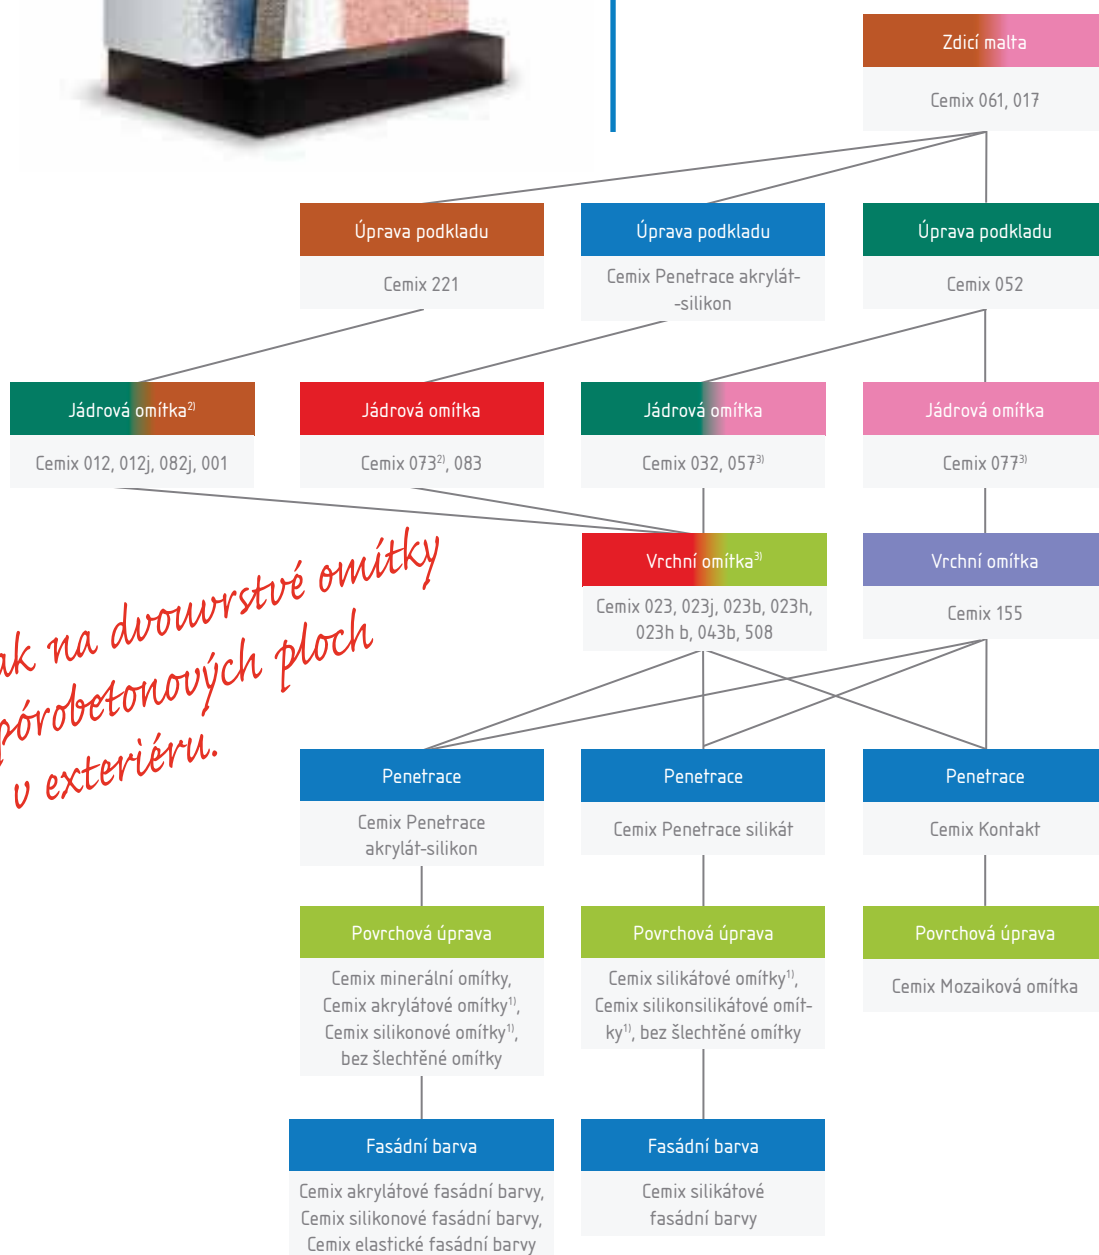 Zdicí malta
Cemix 061, 017
Úprava podkladu
Cemix 221
Úprava podkladu
Cemix Penetrace akrylát-
-silikon
Úprava podkladu
Cemix 052
Jádrová omítka2)
Cemix 012, 012j, 082j, 001
Jádrová omítka
Cemix 0732), 083
Jádrová omítka
Cemix 032, 0573)
Jádrová omítka
Cemix 0773)
Vrchní omítka3)
Cemix 023, 023j, 023b, 023h,
023h b, 043b, 508
Vrchní omítka
Cemix 155
ak na dvouvrstvé omítky
pórobetonových ploch
v exteriéru.
Penetrace
Cemix Penetrace
akrylát-silikon
Penetrace
Cemix Penetrace silikát
Penetrace
Cemix Kontakt
Povrchová úprava
Cemix minerální omítky,
Cemix akrylátové omítky1),
Cemix silikonové omítky1),
bez šlechtěné omítky
Povrchová úprava
Cemix silikátové omítky1),
Cemix silikonsilikátové omít-
ky1), bez šlechtěné omítky
Povrchová úprava
Cemix Mozaiková omítka
Fasádní barva
Cemix akrylátové fasádní barvy,
Cemix silikonové fasádní barvy,
Cemix elastické fasádní barvy
Fasádní barva
Cemix silikátové
fasádní barvy